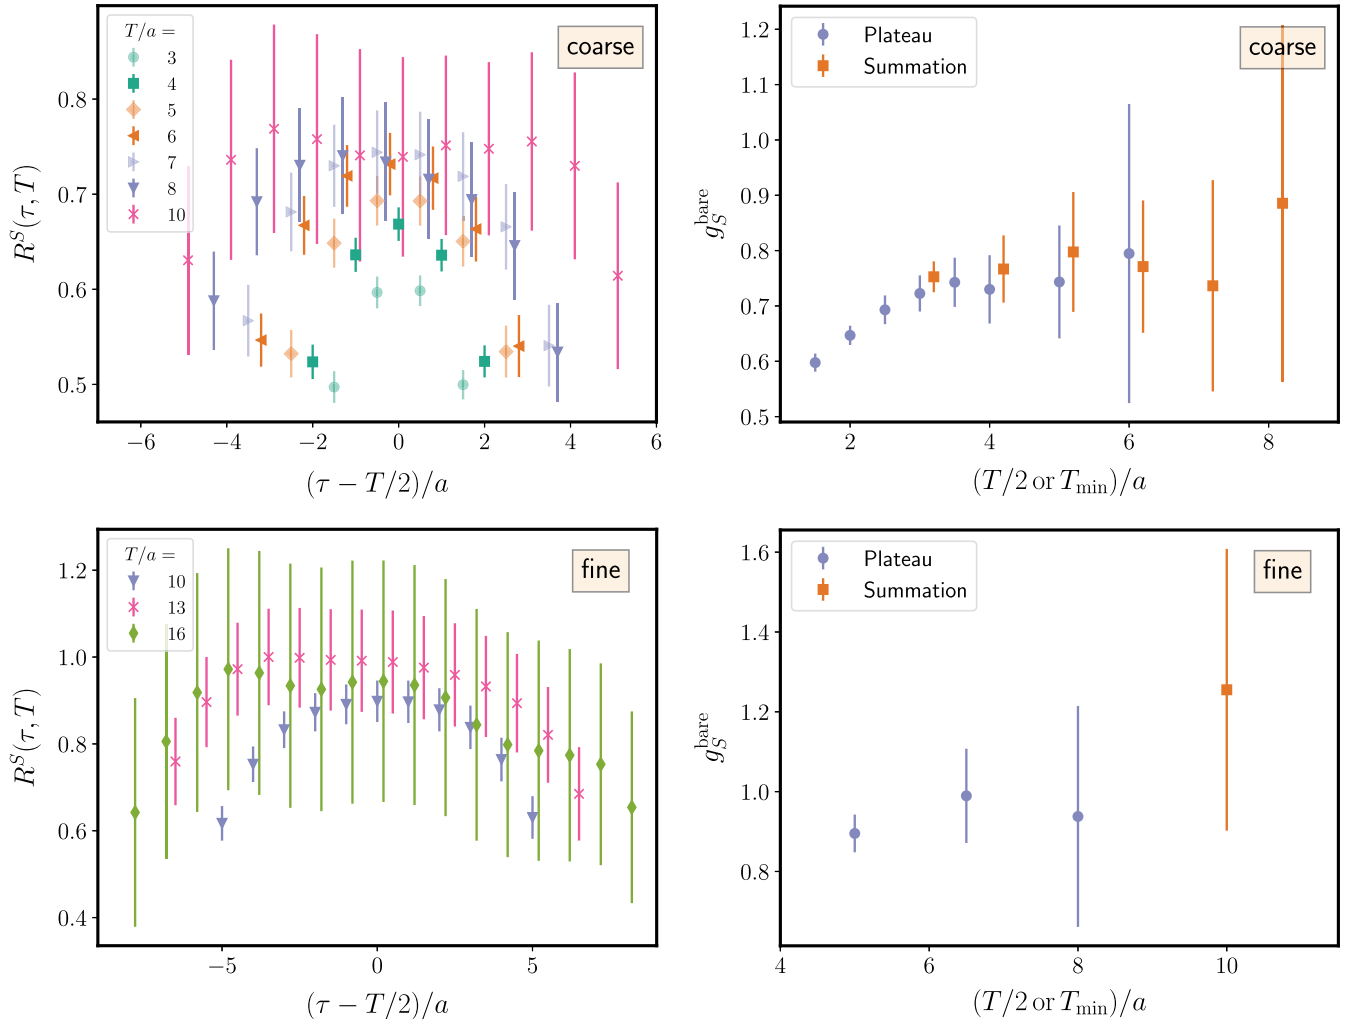 T/a =
3
4
5
6
7
8
10
coarse
0.8
0.7
0.6
0.5
R^S(τ, T)
−6
−4
−2
0
2
4
6
(τ − T/2)/a
Plateau
Summation
coarse
1.2
1.1
1.0
0.9
0.8
0.7
0.6
0.5
g_S^bare
2
4
6
8
(T/2 or T_min)/a
T/a =
10
13
16
fine
1.2
1.0
0.8
0.6
0.4
R^S(τ, T)
−5
0
5
(τ − T/2)/a
Plateau
Summation
fine
1.6
1.4
1.2
1.0
0.8
g_S^bare
4
6
8
10
(T/2 or T_min)/a